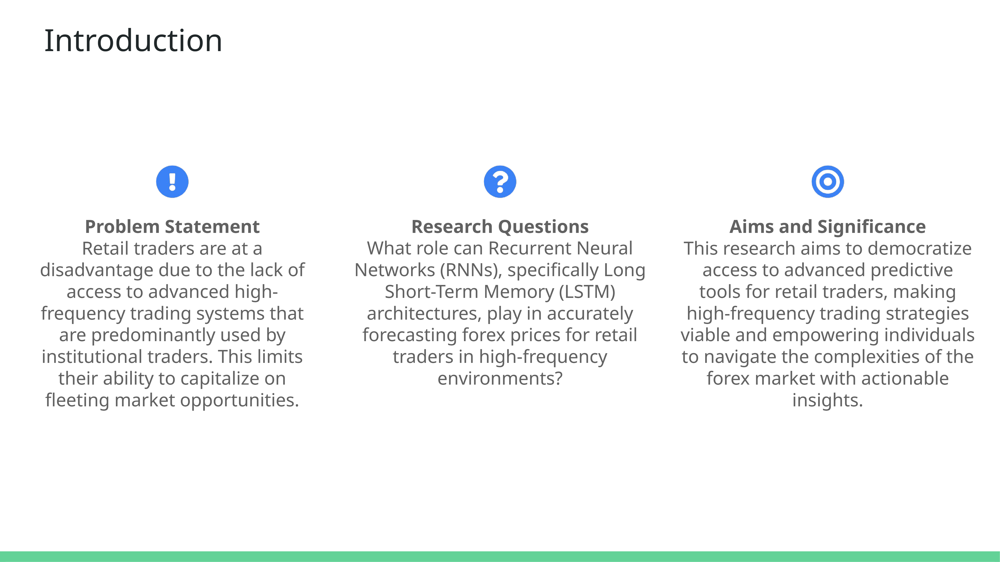 Introduction
Problem Statement
Retail traders are at a
disadvantage due to the lack of
access to advanced high-
frequency trading systems that
are predominantly used by
institutional traders. This limits
their ability to capitalize on
fleeting market opportunities.
Research Questions
What role can Recurrent Neural
Networks (RNNs), specifically Long
Short-Term Memory (LSTM)
architectures, play in accurately
forecasting forex prices for retail
traders in high-frequency
environments?
Aims and Significance
This research aims to democratize
access to advanced predictive
tools for retail traders, making
high-frequency trading strategies
viable and empowering individuals
to navigate the complexities of the
forex market with actionable
insights.